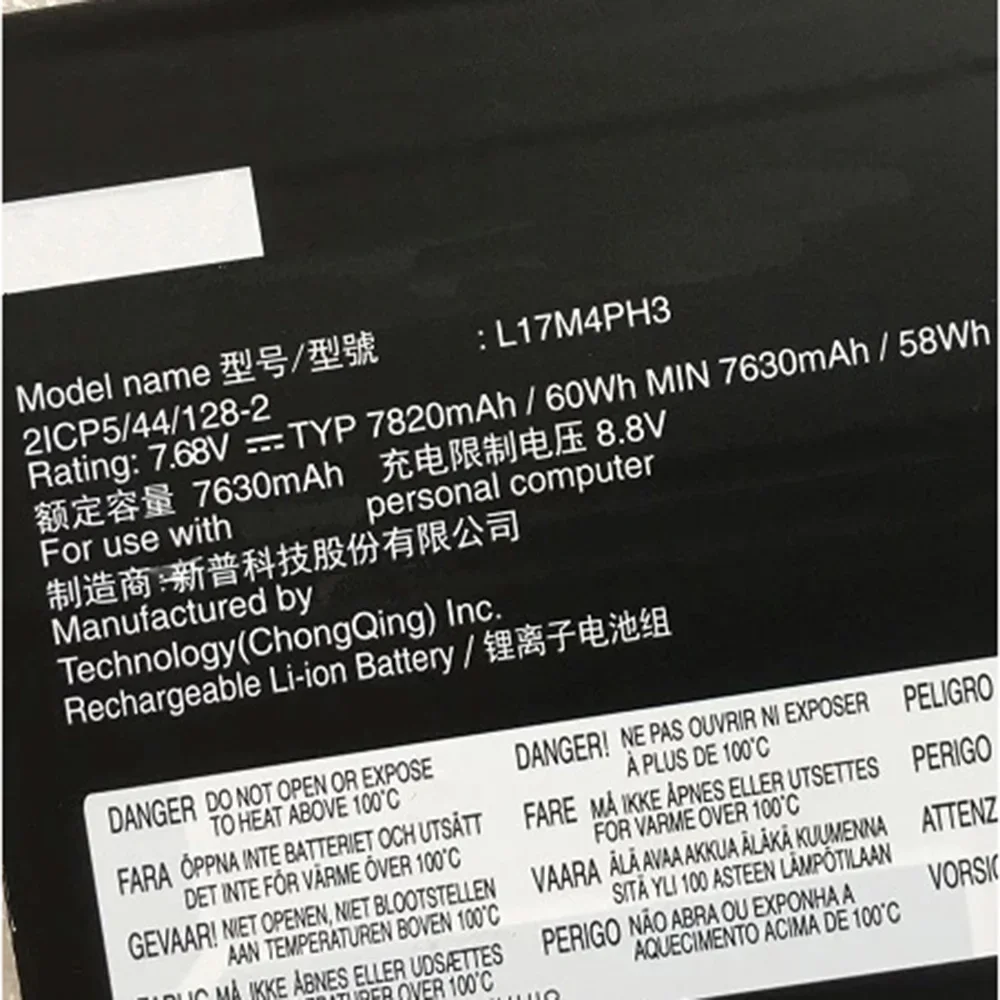 Model name 型号/型號 : L17M4PH3
2ICP5/44/128-2
Rating: 7.68V ⎓ TYP 7820mAh / 60Wh MIN 7630mAh / 58Wh
额定容量 7630mAh 充电限制电压 8.8V
For use with personal computer
制造商:新普科技股份有限公司
Manufactured by
Technology(ChongQing) Inc.
Rechargeable Li-ion Battery / 锂离子电池组
DANGER DO NOT OPEN OR EXPOSE
TO HEAT ABOVE 100°C
FARA ÖPPNA INTE BATTERIET OCH UTSÄTT
DET INTE FÖR VÄRME ÖVER 100°C
GEVAAR! NIET OPENEN, NIET BLOOTSTELLEN
AAN TEMPERATUREN BOVEN 100°C
MÅ IKKE ÅBNES ELLER UDSÆTTES
OVER 100°C
DANGER! NE PAS OUVRIR NI EXPOSER
À PLUS DE 100°C
FARE MÅ IKKE ÅPNES ELLER UTSETTES
FOR VARME OVER 100°C
VAARA ÄLÄ AVAA AKKUA ÄLÄKÄ KUUMENNA
SITÄ YLI 100 ASTEEN LÄMPÖTILAAN
PERIGO NÃO ABRA OU EXPONHA A
AQUECIMENTO ACIMA DE 100°C
PELIGRO
PERIGO
ATTENZ
VORSIC